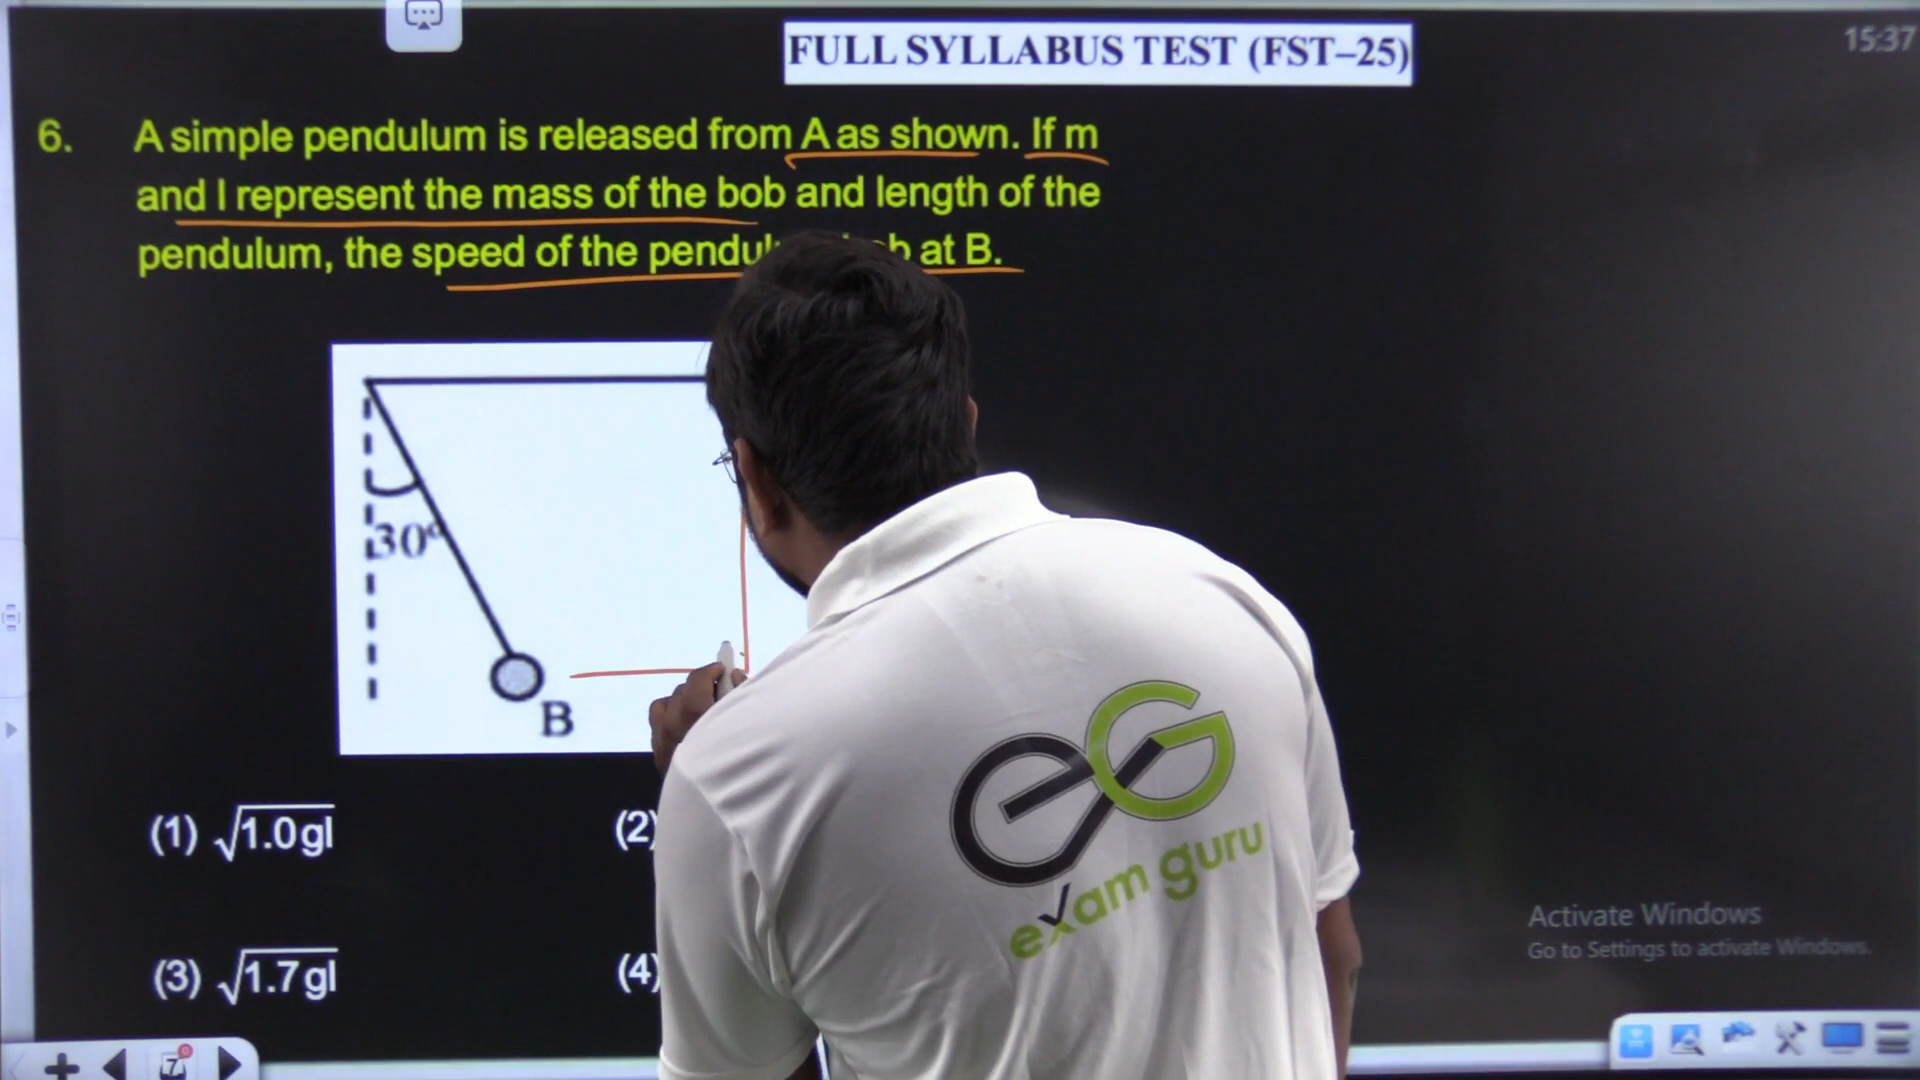 FULL SYLLABUS TEST (FST–25)
15:37
6. A simple pendulum is released from A as shown. If m
and l represent the mass of the bob and length of the
pendulum, the speed of the at B.
30°
B
(1) √1.0gl
(2)
(3) √1.7gl
(4)
eG
exam guru
Activate Windows
Go to Settings to activate Windows.
7
0